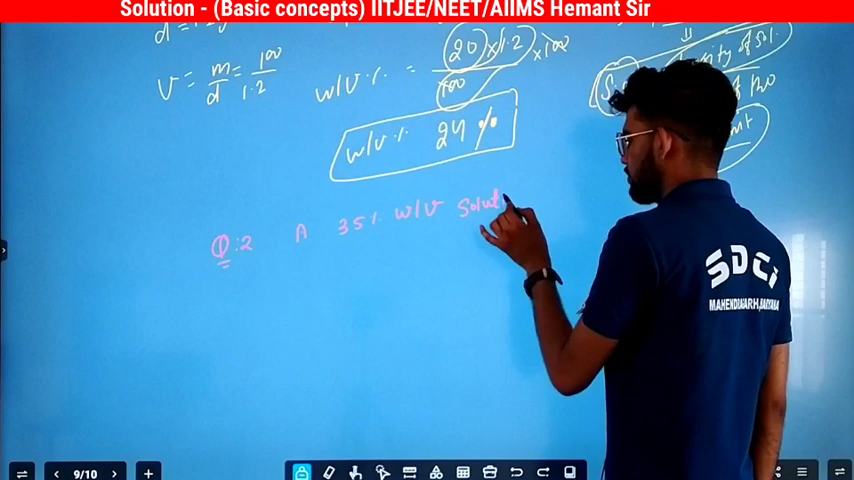 Solution - (Basic concepts) IITJEE/NEET/AIIMS Hemant Sir
V = m/d = 100/1.2
w/v % = 20 x 1.2 / 100 x 100
w/v % 24 %
Q:2 A 35% w/v Solut
SDCI
MAHENDRAGARH, HARYANA
9/10